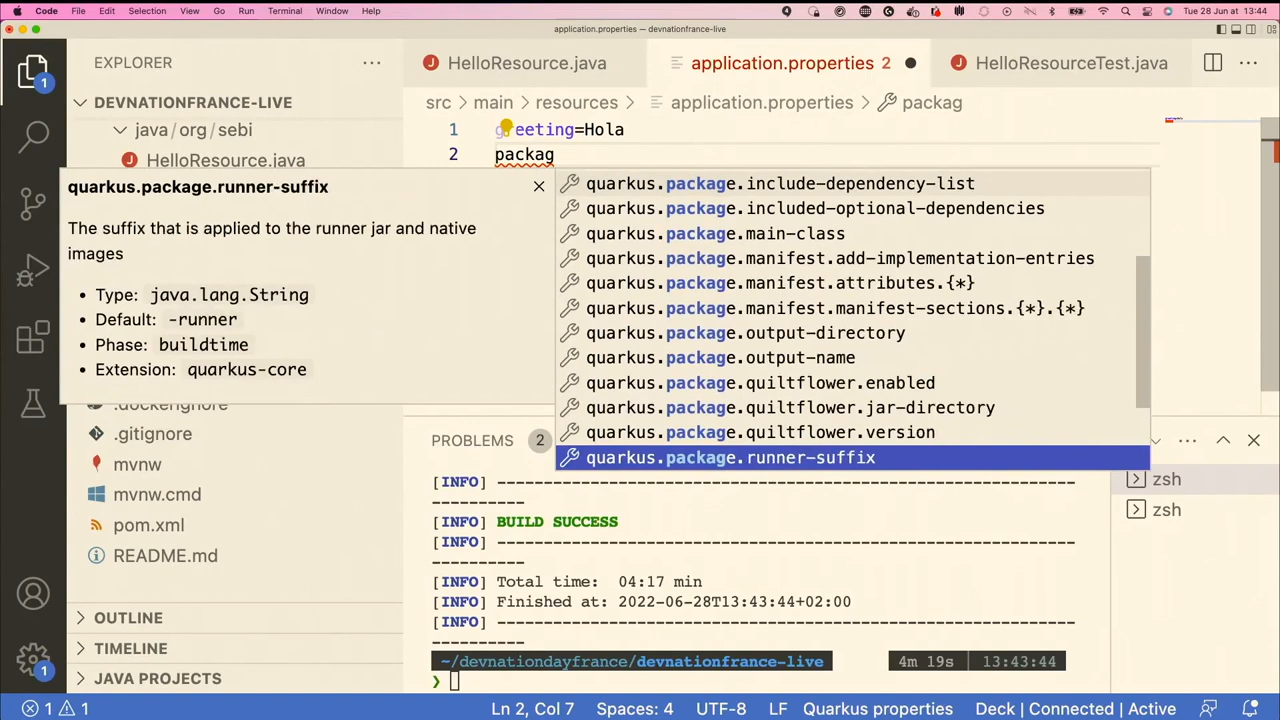 Code File Edit Selection View Go Run Terminal Window Help Tue 28 Jun at 13:44
application.properties — devnationfrance-live
EXPLORER
HelloResource.java
application.properties 2
HelloResourceTest.java
DEVNATIONFRANCE-LIVE
src > main > resources > application.properties > packag
java/org/sebi
HelloResource.java
1 greeting=Hola
2 packag
quarkus.package.runner-suffix
The suffix that is applied to the runner jar and native
images
• Type: java.lang.String
• Default: -runner
• Phase: buildtime
• Extension: quarkus-core
quarkus.package.include-dependency-list
quarkus.package.included-optional-dependencies
quarkus.package.main-class
quarkus.package.manifest.add-implementation-entries
quarkus.package.manifest.attributes.{*}
quarkus.package.manifest.manifest-sections.{*}.{*}
quarkus.package.output-directory
quarkus.package.output-name
quarkus.package.quiltflower.enabled
quarkus.package.quiltflower.jar-directory
quarkus.package.quiltflower.version
quarkus.package.runner-suffix
.dockerignore
.gitignore
mvnw
mvnw.cmd
pom.xml
README.md
OUTLINE
TIMELINE
JAVA PROJECTS
PROBLEMS 2
[INFO] ----------------------------------------------------------
----------
[INFO] BUILD SUCCESS
[INFO] ----------------------------------------------------------
----------
[INFO] Total time:  04:17 min
[INFO] Finished at: 2022-06-28T13:43:44+02:00
[INFO] ----------------------------------------------------------
----------
~/devnationdayfrance/devnationfrance-live 4m 19s 13:43:44
❯
zsh
zsh
1
1
1 1 Ln 2, Col 7 Spaces: 4 UTF-8 LF Quarkus properties Deck | Connected | Active